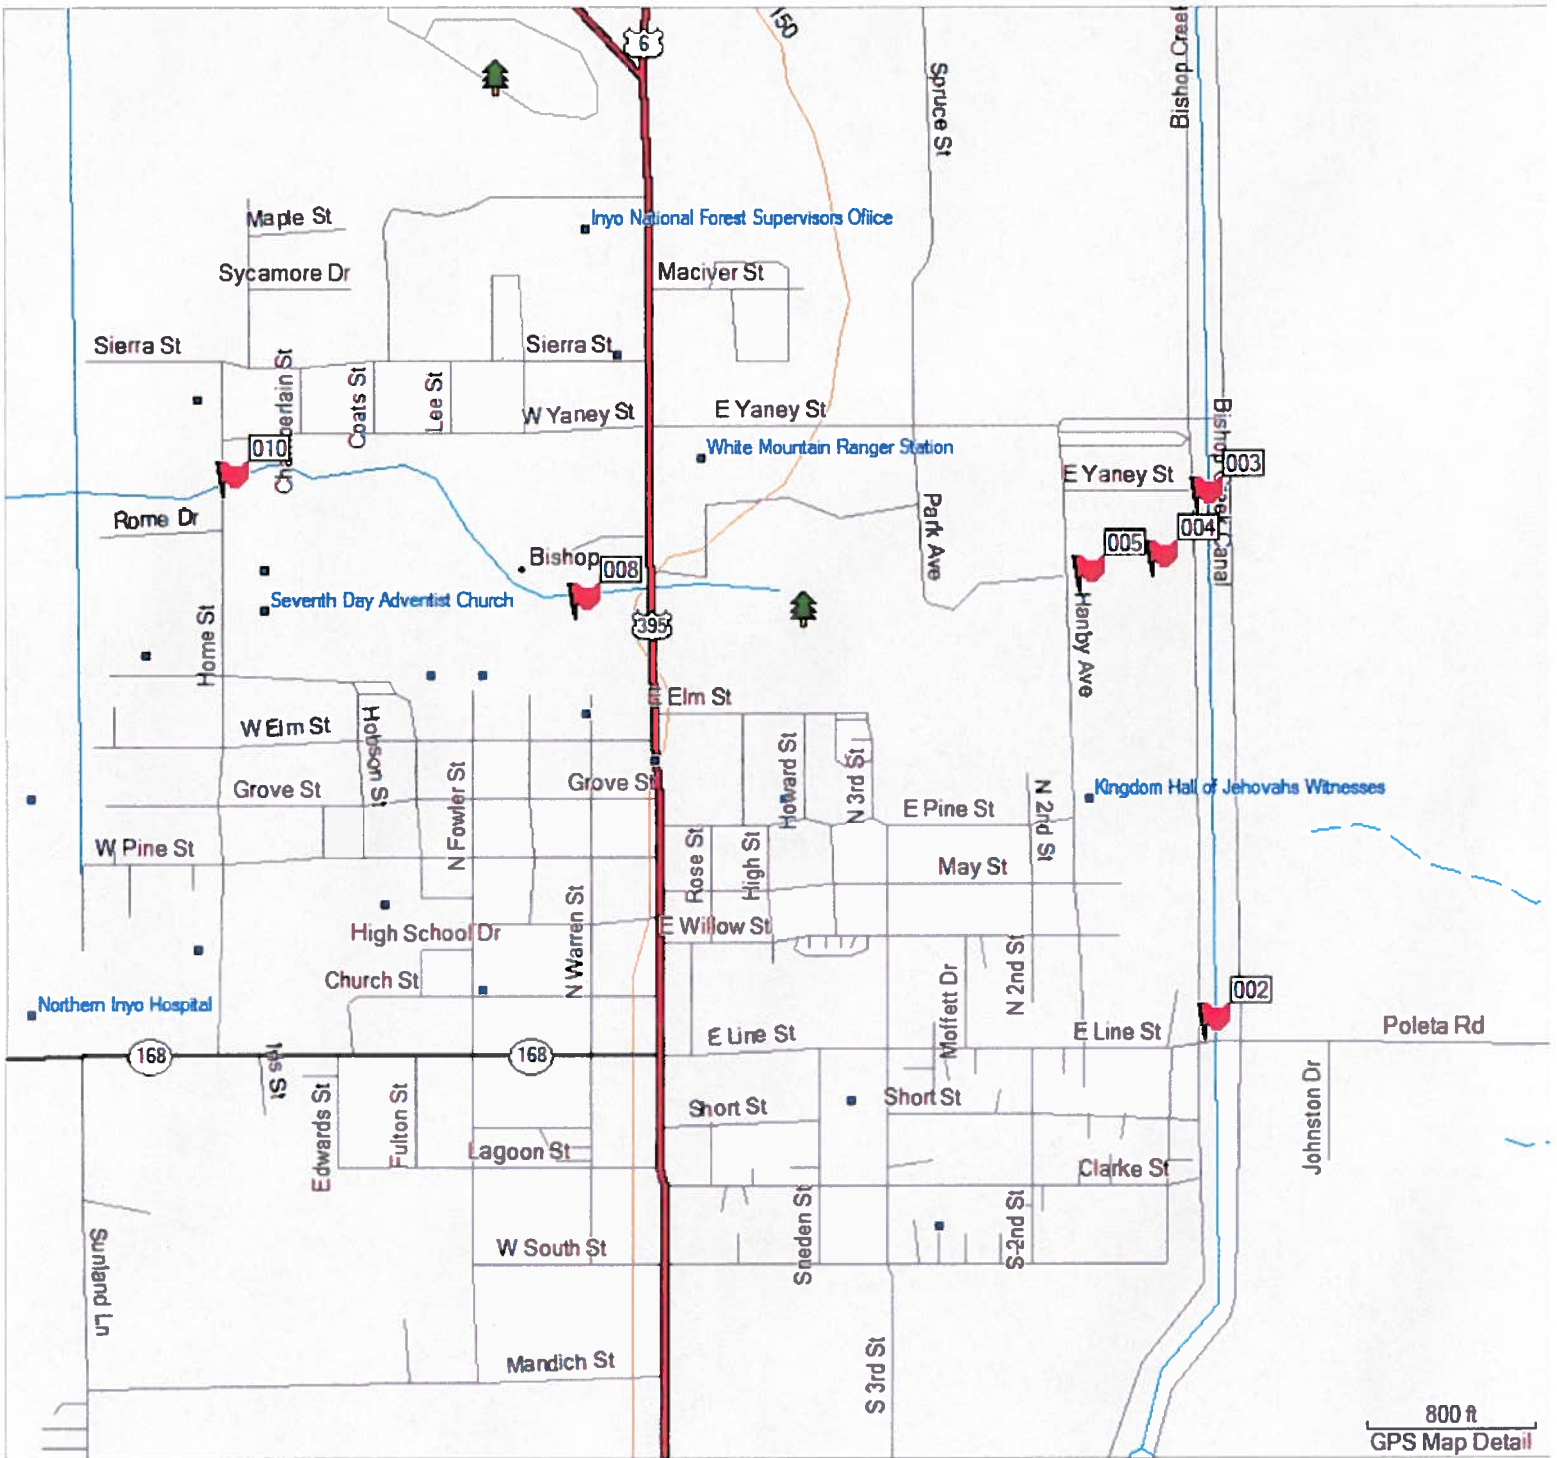 6
150
Bishop Creek
Spruce St
Maple St
Inyo National Forest Supervisors Ofiice
Sycamore Dr
Maciver St
Sierra St
Sierra St
Coats St
Lee St
W Yaney St
E Yaney St
White Mountain Ranger Station
010
003
E Yaney St
Park Ave
Rome Dr
004
005
Bishop
008
Seventh Day Adventist Church
395
Home St
Hanby Ave
Elm St
W Elm St
Hobson St
Grove St
Grove St
N Fowler St
Howard St
N 3rd St
E Pine St
N 2nd St
Kingdom Hall of Jehovahs Witnesses
W Pine St
Rose St
High St
May St
High School Dr
N Warren St
E Willow St
Church St
Moffett Dr
N 2nd St
002
Northern Inyo Hospital
E Line St
E Line St
Poleta Rd
168
168
Edwards St
Fulton St
Short St
Short St
Johnston Dr
Lagoon St
Clarke St
Sneden St
S 2nd St
Sunland Ln
W South St
Mandich St
S 3rd St
800 ft
GPS Map Detail